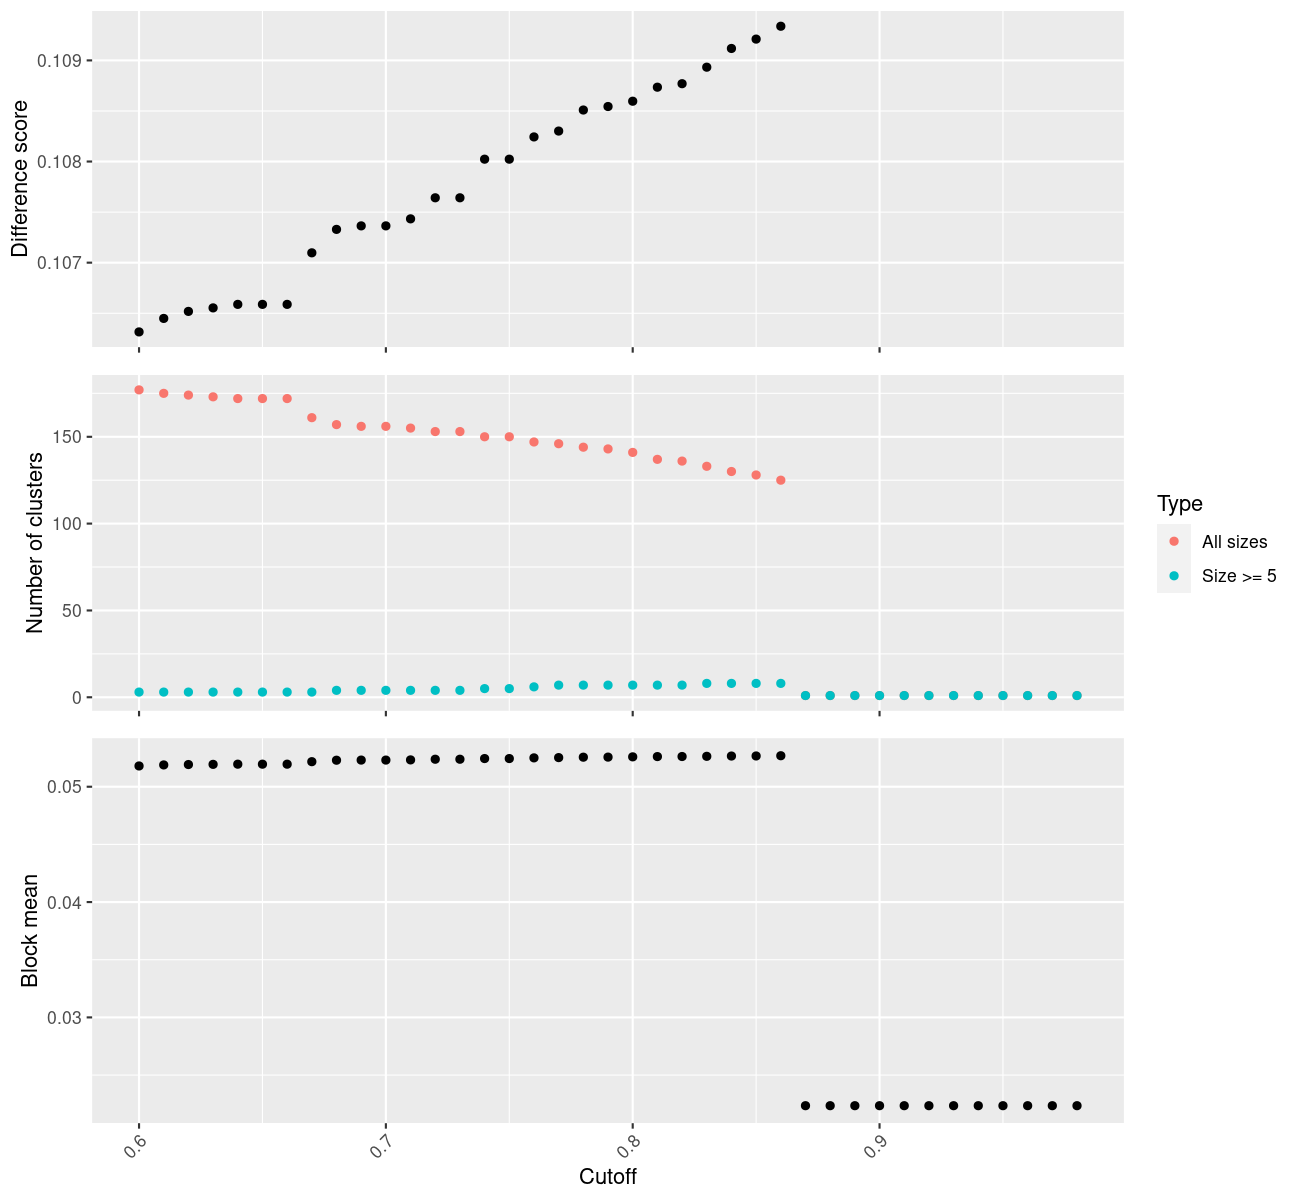 Difference score
0.109
0.108
0.107
Number of clusters
150
100
50
0
Type
All sizes
Size >= 5
Block mean
0.05
0.04
0.03
0.6 0.7 0.8 0.9
Cutoff